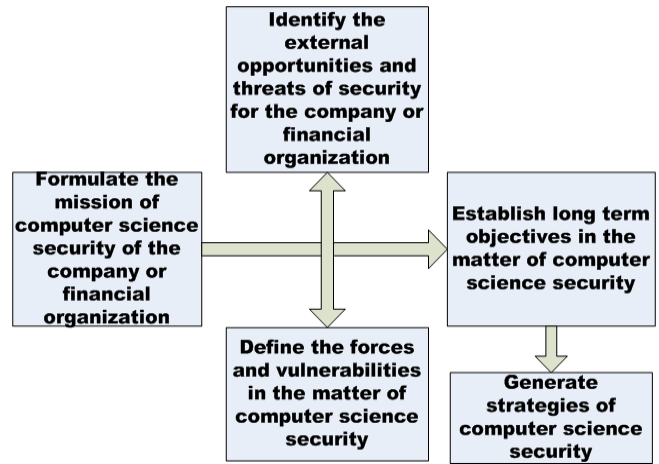 Identify the
external
opportunities and
threats of security
for the company or
financial
organization
Formulate the
mission of
computer science
security of the
company or
financial
organization
Establish long term
objectives in the
matter of computer
science security
Define the forces
and vulnerabilities
in the matter of
computer science
security
Generate
strategies of
computer science
security